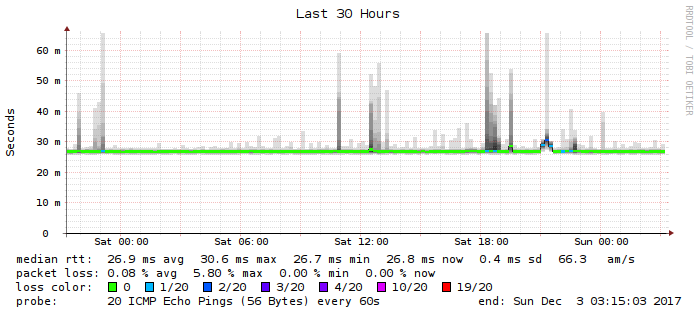 Last 30 Hours
RRDTOOL / TOBI OETIKER
Seconds
60 m
50 m
40 m
30 m
20 m
10 m
0
Sat 00:00 Sat 06:00 Sat 12:00 Sat 18:00 Sun 00:00
median rtt: 26.9 ms avg 30.6 ms max 26.7 ms min 26.8 ms now 0.4 ms sd 66.3 am/s
packet loss: 0.08 % avg 5.80 % max 0.00 % min 0.00 % now
loss color: 0 1/20 2/20 3/20 4/20 10/20 19/20
probe: 20 ICMP Echo Pings (56 Bytes) every 60s end: Sun Dec 3 03:15:03 2017